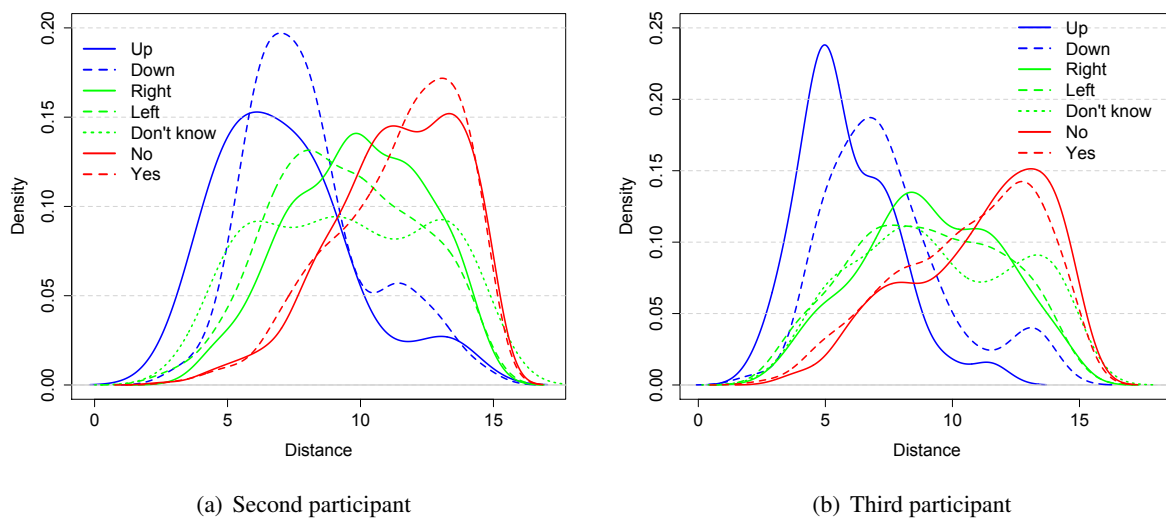 0.20
0.15
0.10
0.05
0.00
Density
Up
Down
Right
Left
Don't know
No
Yes
0
5
10
15
Distance
(a) Second participant
0.25
0.20
0.15
0.10
0.05
0.00
Density
Up
Down
Right
Left
Don't know
No
Yes
0
5
10
15
Distance
(b) Third participant